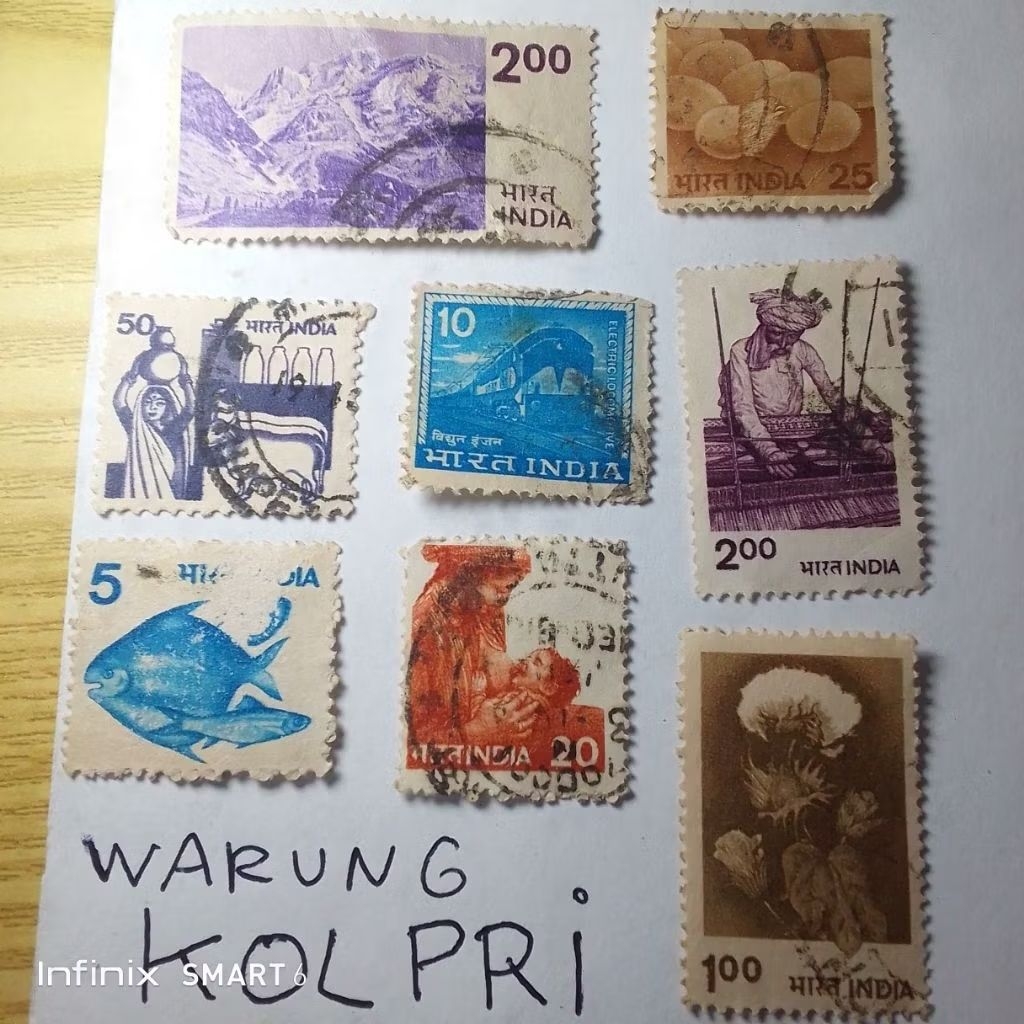 2.00
भारत
INDIA
भारत INDIA 25
50 भारत INDIA
10
ELECTRIC LOCOMOTIVE
विद्युत इंजन
भारत INDIA
2.00 भारत INDIA
5
भारत INDIA 20
1.00 भारत INDIA
WARUNG
KOLPRi
Infinix SMART 6